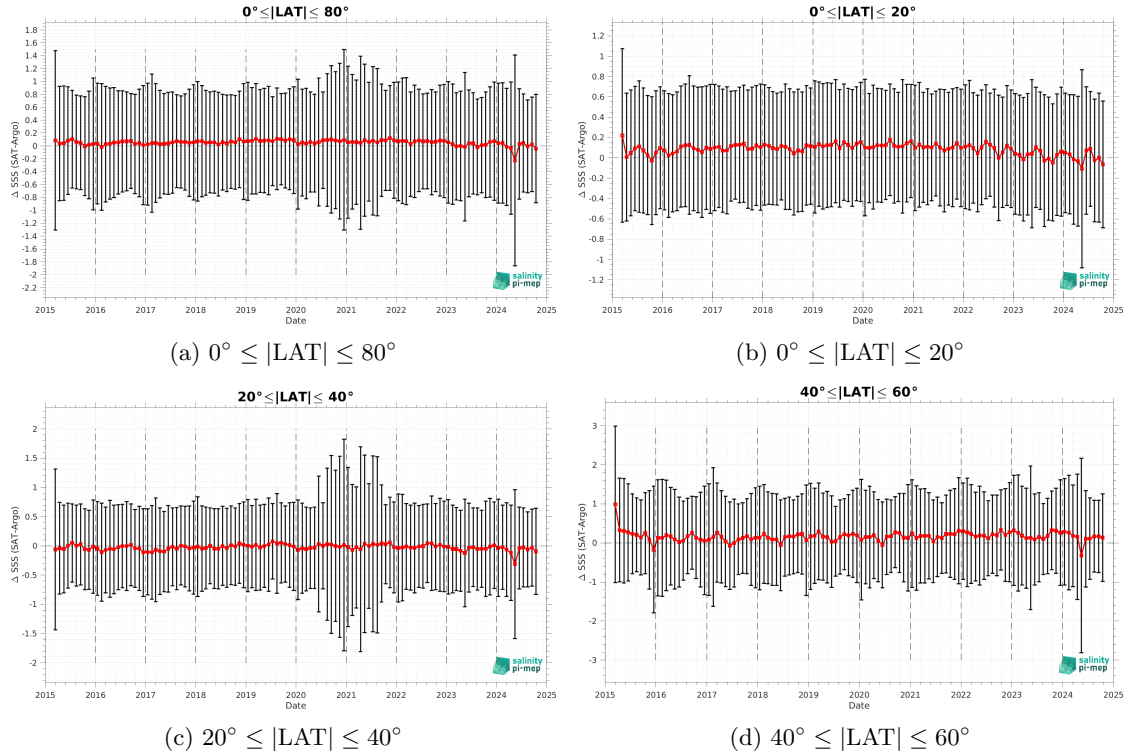 0°≤|LAT|≤ 80°
1.8
1.6
1.4
1.2
1
0.8
0.6
0.4
0.2
0
-0.2
-0.4
-0.6
-0.8
-1
-1.2
-1.4
-1.6
-1.8
-2
-2.2
Δ SSS (SAT-Argo)
2015 2016 2017 2018 2019 2020 2021 2022 2023 2024 2025
Date
salinity
pi-mep
(a) 0° ≤ |LAT| ≤ 80°
0°≤|LAT|≤ 20°
1.2
1
0.8
0.6
0.4
0.2
0
-0.2
-0.4
-0.6
-0.8
-1
-1.2
Δ SSS (SAT-Argo)
2015 2016 2017 2018 2019 2020 2021 2022 2023 2024 2025
Date
salinity
pi-mep
(b) 0° ≤ |LAT| ≤ 20°
20°≤|LAT|≤ 40°
2
1.5
1
0.5
0
-0.5
-1
-1.5
-2
Δ SSS (SAT-Argo)
2015 2016 2017 2018 2019 2020 2021 2022 2023 2024 2025
Date
salinity
pi-mep
(c) 20° ≤ |LAT| ≤ 40°
40°≤|LAT|≤ 60°
3
2
1
0
-1
-2
-3
Δ SSS (SAT-Argo)
2015 2016 2017 2018 2019 2020 2021 2022 2023 2024 2025
Date
salinity
pi-mep
(d) 40° ≤ |LAT| ≤ 60°